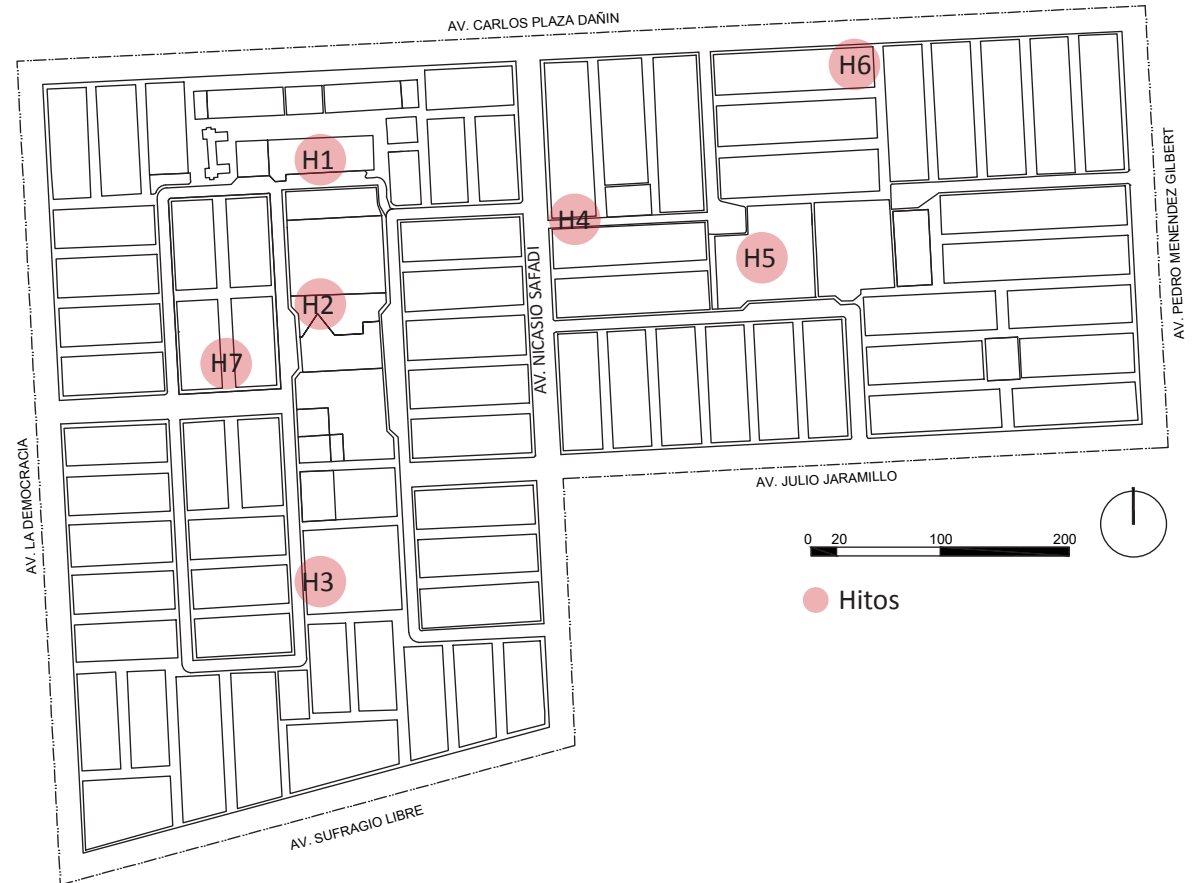 AV. CARLOS PLAZA DAÑIN
H6
H1
AV. PEDRO MENENDEZ GILBERT
H4
H5
H2
AV. NICASIO SAFADI
H7
AV. LA DEMOCRACIA
AV. JULIO JARAMILLO
0 20 100 200
H3
Hitos
AV. SUFRAGIO LIBRE